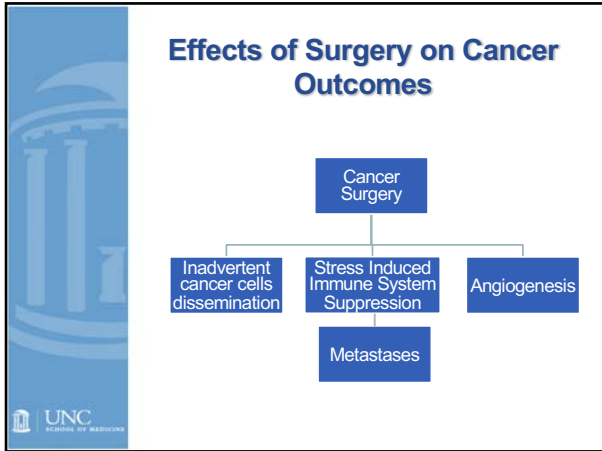 Effects of Surgery on Cancer
Outcomes
Cancer
Surgery
Inadvertent
cancer cells
dissemination
Stress Induced
Immune System
Suppression
Angiogenesis
Metastases
UNC
SCHOOL OF MEDICINE